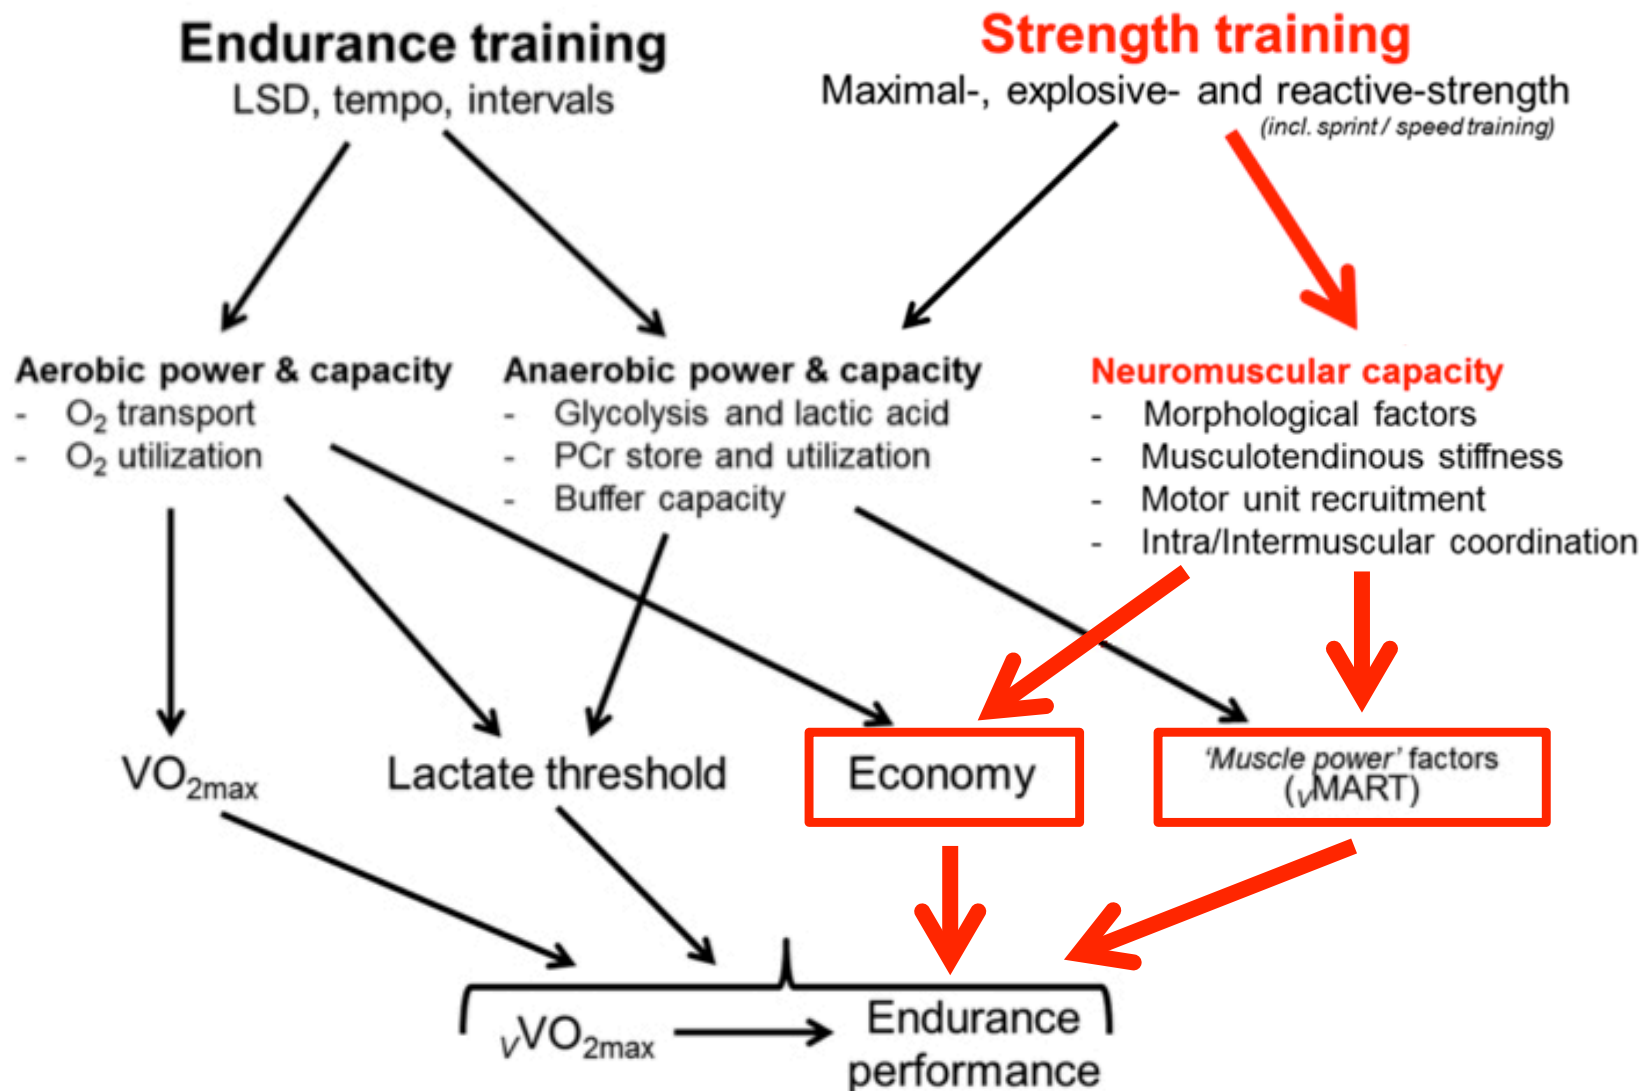 Endurance training
LSD, tempo, intervals
Strength training
Maximal-, explosive- and reactive-strength
(incl. sprint / speed training)
Aerobic power & capacity
- O₂ transport
- O₂ utilization
Anaerobic power & capacity
- Glycolysis and lactic acid
- PCr store and utilization
- Buffer capacity
Neuromuscular capacity
- Morphological factors
- Musculotendinous stiffness
- Motor unit recruitment
- Intra/Intermuscular coordination
VO₂max
Lactate threshold
Economy
‘Muscle power’ factors
(vMART)
vVO₂max
Endurance
performance